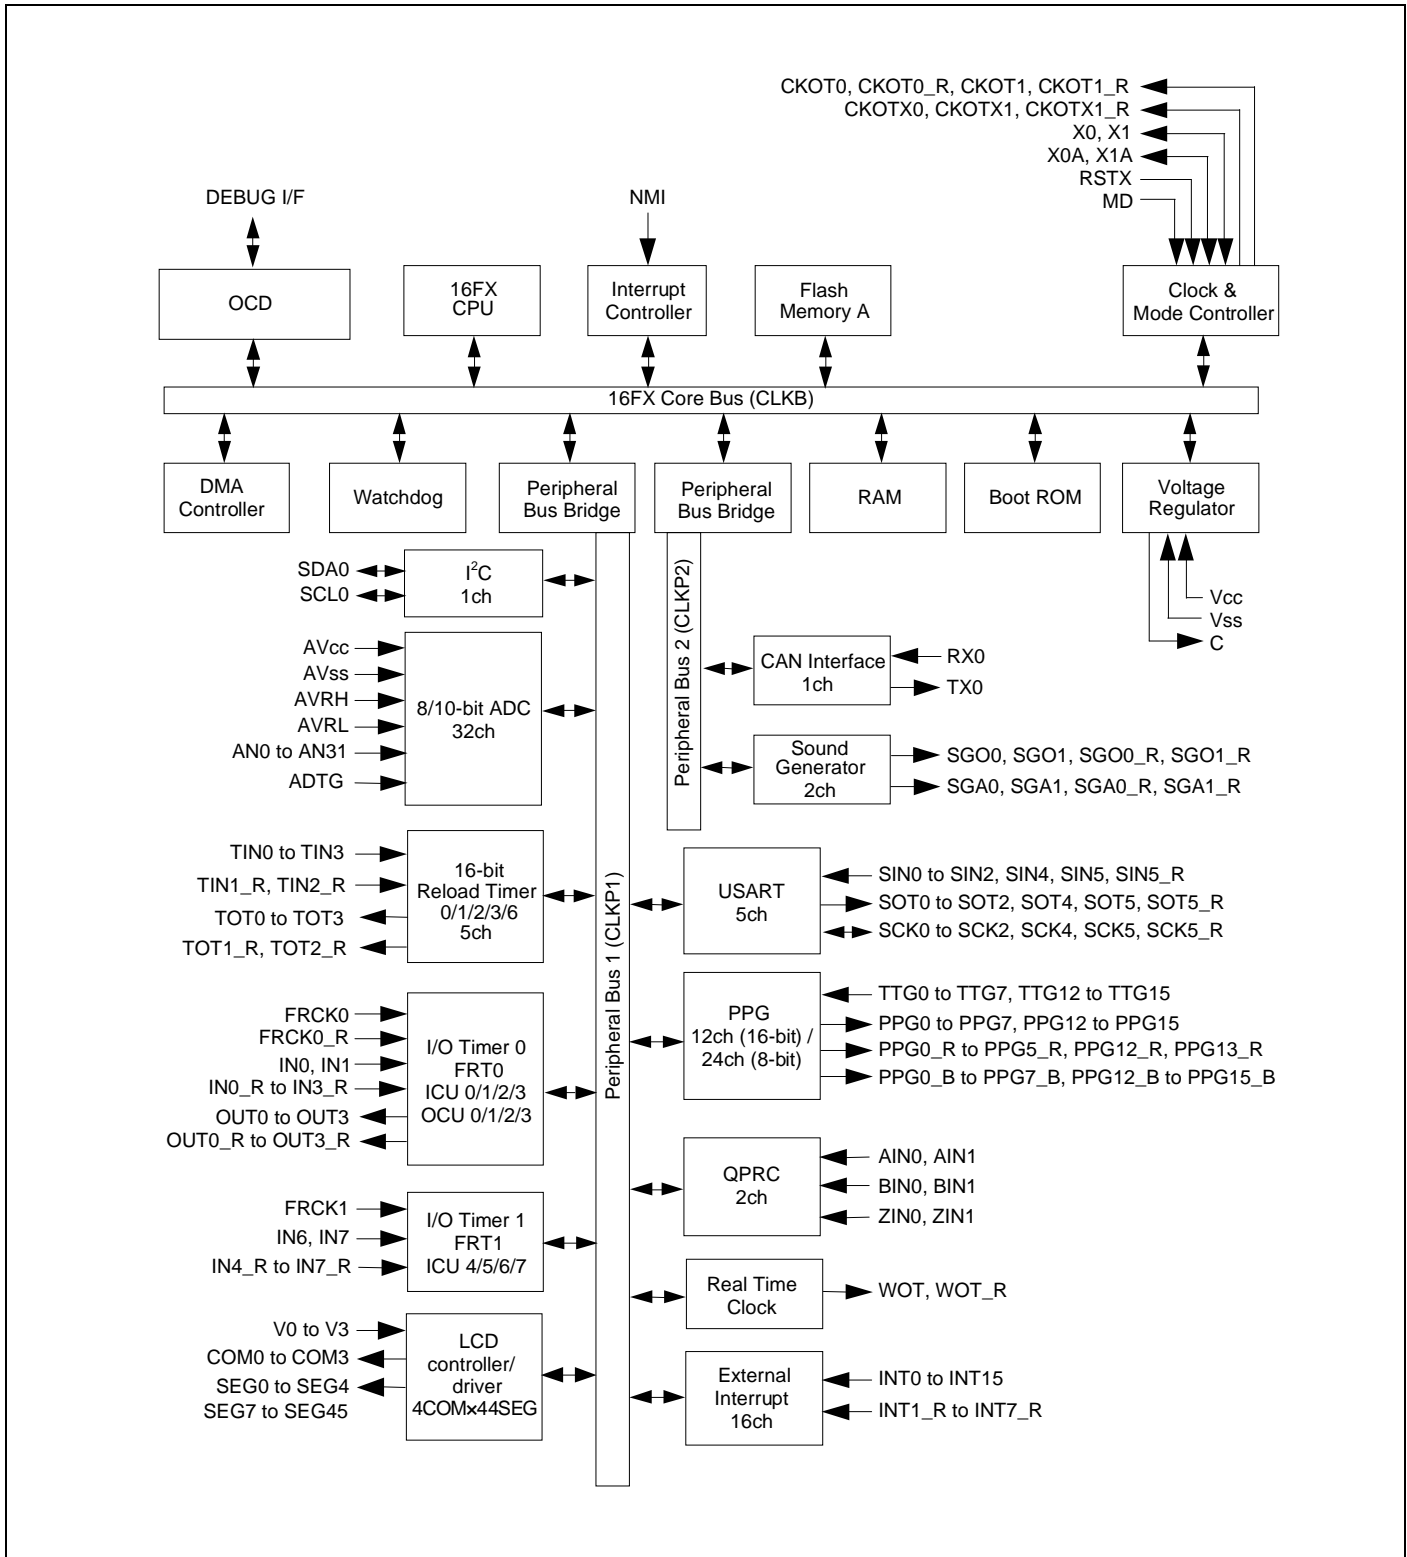 CKOT0, CKOT0_R, CKOT1, CKOT1_R
CKOTX0, CKOTX1, CKOTX1_R
X0, X1
X0A, X1A
RSTX
MD
DEBUG I/F
NMI
OCD
16FX
CPU
Interrupt
Controller
Flash
Memory A
Clock &
Mode Controller
16FX Core Bus (CLKB)
DMA
Controller
Watchdog
Peripheral
Bus Bridge
Peripheral
Bus Bridge
RAM
Boot ROM
Voltage
Regulator
Vcc
Vss
C
Peripheral Bus 1 (CLKP1)
Peripheral Bus 2 (CLKP2)
SDA0
SCL0
I²C
1ch
AVcc
AVss
AVRH
AVRL
AN0 to AN31
ADTG
8/10-bit ADC
32ch
TIN0 to TIN3
TIN1_R, TIN2_R
TOT0 to TOT3
TOT1_R, TOT2_R
16-bit
Reload Timer
0/1/2/3/6
5ch
FRCK0
FRCK0_R
IN0, IN1
IN0_R to IN3_R
OUT0 to OUT3
OUT0_R to OUT3_R
I/O Timer 0
FRT0
ICU 0/1/2/3
OCU 0/1/2/3
FRCK1
IN6, IN7
IN4_R to IN7_R
I/O Timer 1
FRT1
ICU 4/5/6/7
V0 to V3
COM0 to COM3
SEG0 to SEG4
SEG7 to SEG45
LCD
controller/
driver
4COM×44SEG
CAN Interface
1ch
RX0
TX0
Sound
Generator
2ch
SGO0, SGO1, SGO0_R, SGO1_R
SGA0, SGA1, SGA0_R, SGA1_R
USART
5ch
SIN0 to SIN2, SIN4, SIN5, SIN5_R
SOT0 to SOT2, SOT4, SOT5, SOT5_R
SCK0 to SCK2, SCK4, SCK5, SCK5_R
PPG
12ch (16-bit) /
24ch (8-bit)
TTG0 to TTG7, TTG12 to TTG15
PPG0 to PPG7, PPG12 to PPG15
PPG0_R to PPG5_R, PPG12_R, PPG13_R
PPG0_B to PPG7_B, PPG12_B to PPG15_B
QPRC
2ch
AIN0, AIN1
BIN0, BIN1
ZIN0, ZIN1
Real Time
Clock
WOT, WOT_R
External
Interrupt
16ch
INT0 to INT15
INT1_R to INT7_R